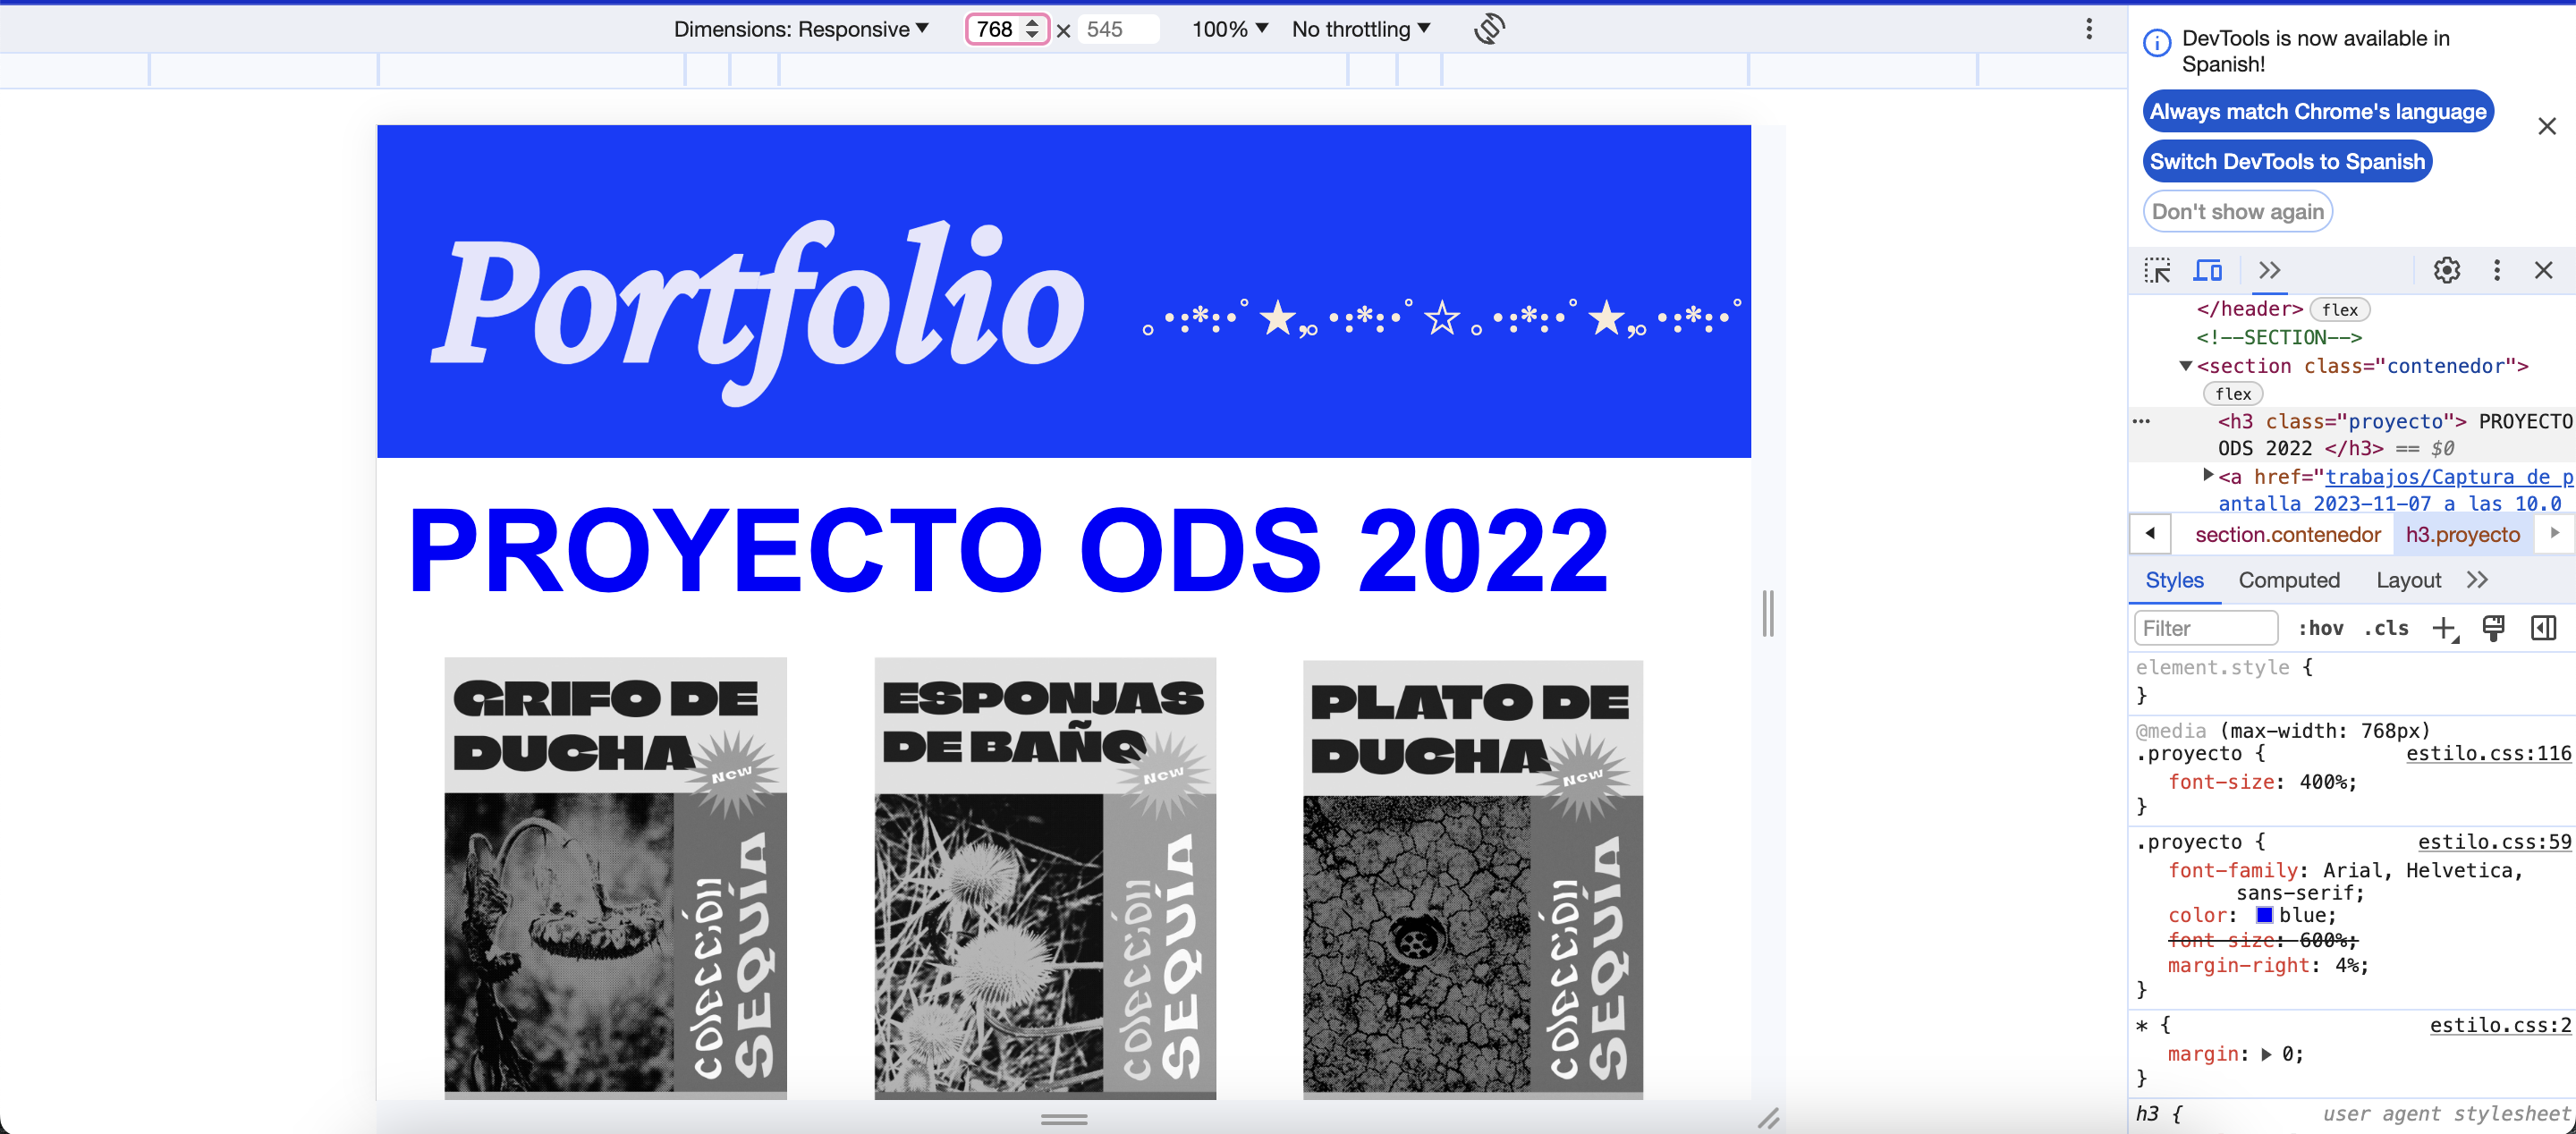 Dimensions: Responsive ▼ 768 × 545 100% ▼ No throttling ▼
DevTools is now available in
Spanish!
Always match Chrome's language
Switch DevTools to Spanish
Don't show again
Portfolio
｡･:*:･ﾟ★,｡･:*:･ﾟ☆｡･:*:･ﾟ★,｡･:*:･ﾟ
PROYECTO ODS 2022
GRIFO DE
DUCHA
New
colección
SEQUÍA
ESPONJAS
DE BAÑO
New
colección
SEQUÍA
PLATO DE
DUCHA
New
colección
SEQUÍA
</header> flex
<!--SECTION-->
▼<section class="contenedor">
flex
<h3 class="proyecto"> PROYECTO
ODS 2022 </h3> == $0
▶<a href="trabajos/Captura de p
antalla 2023-11-07 a las 10.0
section.contenedor h3.proyecto
Styles Computed Layout
Filter :hov .cls
element.style {
}
@media (max-width: 768px)
.proyecto { estilo.css:116
font-size: 400%;
}
.proyecto { estilo.css:59
font-family: Arial, Helvetica,
sans-serif;
color: blue;
font-size: 600%;
margin-right: 4%;
}
* { estilo.css:2
margin: ▶ 0;
}
h3 { user agent stylesheet